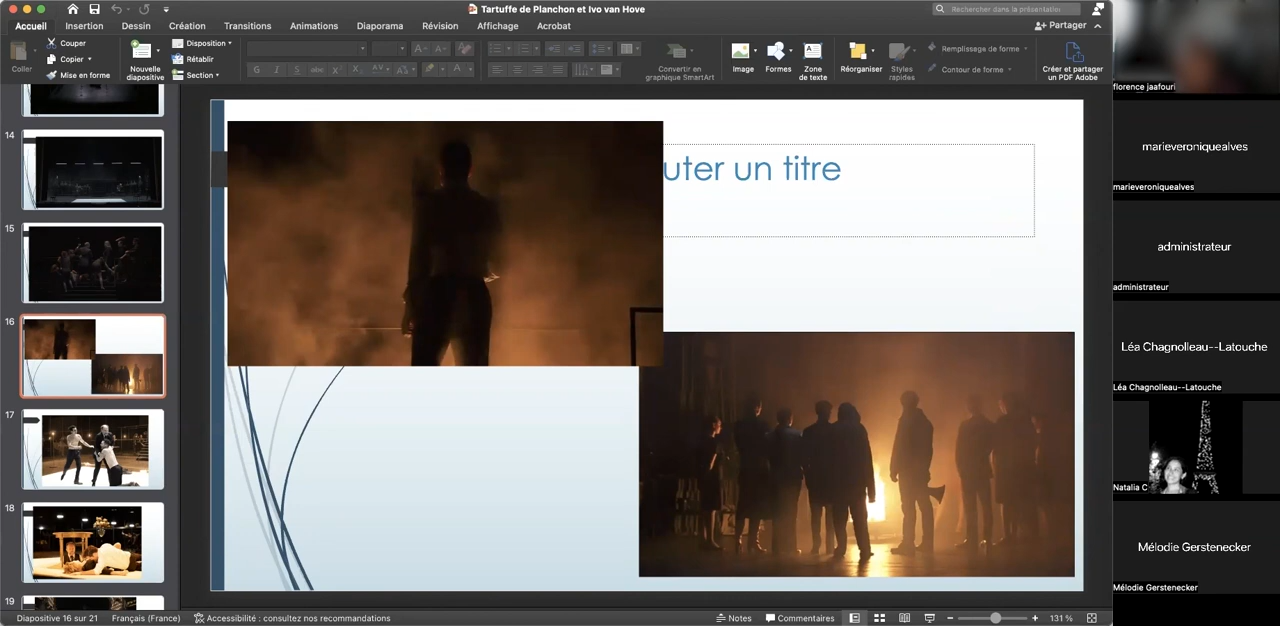 Tartuffe de Planchon et Ivo van Hove
Rechercher dans la présentation
Accueil Insertion Dessin Création Transitions Animations Diaporama Révision Affichage Acrobat
Partager
Coller
Couper
Copier
Mise en forme
Nouvelle
diapositive
Disposition
Rétablir
Section
Convertir en
graphique SmartArt
Image
Formes
Zone
de texte
Réorganiser
Styles
rapides
Remplissage de forme
Contour de forme
Créer et partager
un PDF Adobe
14
15
16
17
18
19
uter un titre
florence jaafouri
marieveroniquealves
marieveroniquealves
administrateur
administrateur
Léa Chagnolleau--Latouche
Léa Chagnolleau--Latouche
Natalia C
Mélodie Gerstenecker
Mélodie Gerstenecker
Diapositive 16 sur 21 Français (France) Accessibilité : consultez nos recommandations
Notes Commentaires 131 %